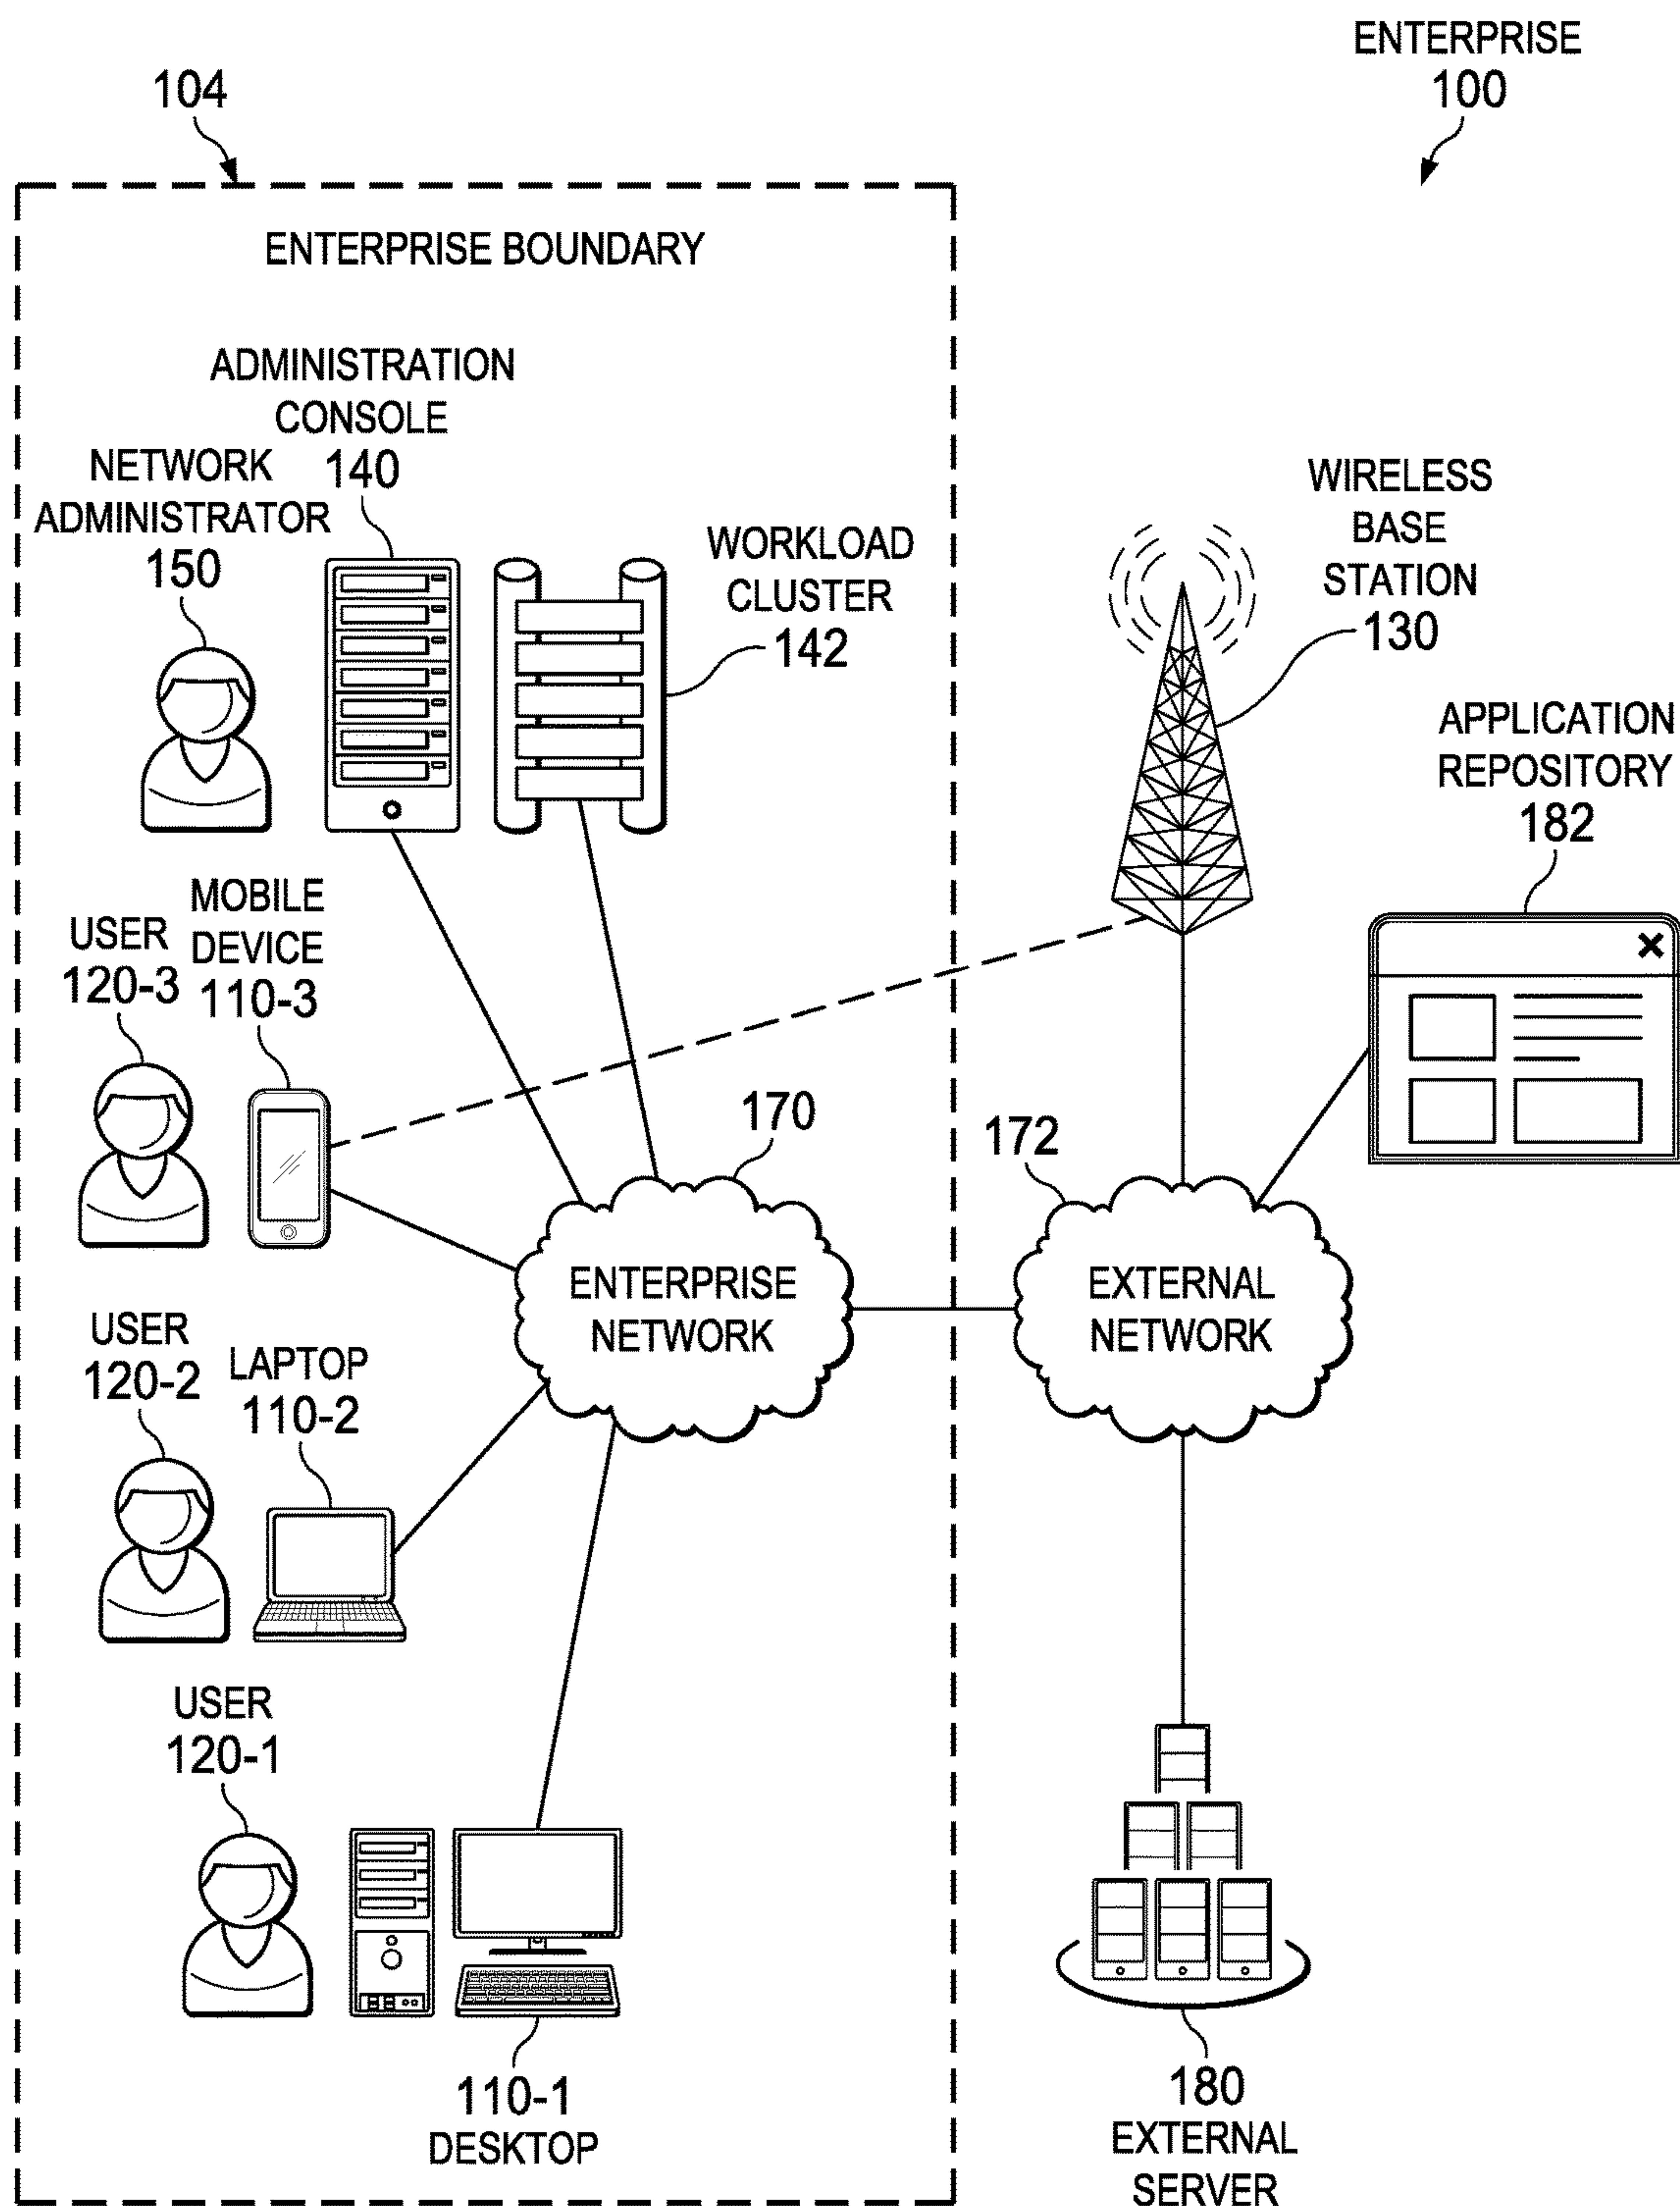 ENTERPRISE
100
104
ENTERPRISE BOUNDARY
ADMINISTRATION
CONSOLE
140
NETWORK
ADMINISTRATOR
150
WORKLOAD
CLUSTER
142
WIRELESS
BASE
STATION
130
APPLICATION
REPOSITORY
182
MOBILE
DEVICE
110-3
USER
120-3
170
172
ENTERPRISE
NETWORK
EXTERNAL
NETWORK
USER
120-2
LAPTOP
110-2
USER
120-1
110-1
DESKTOP
180
EXTERNAL
SERVER